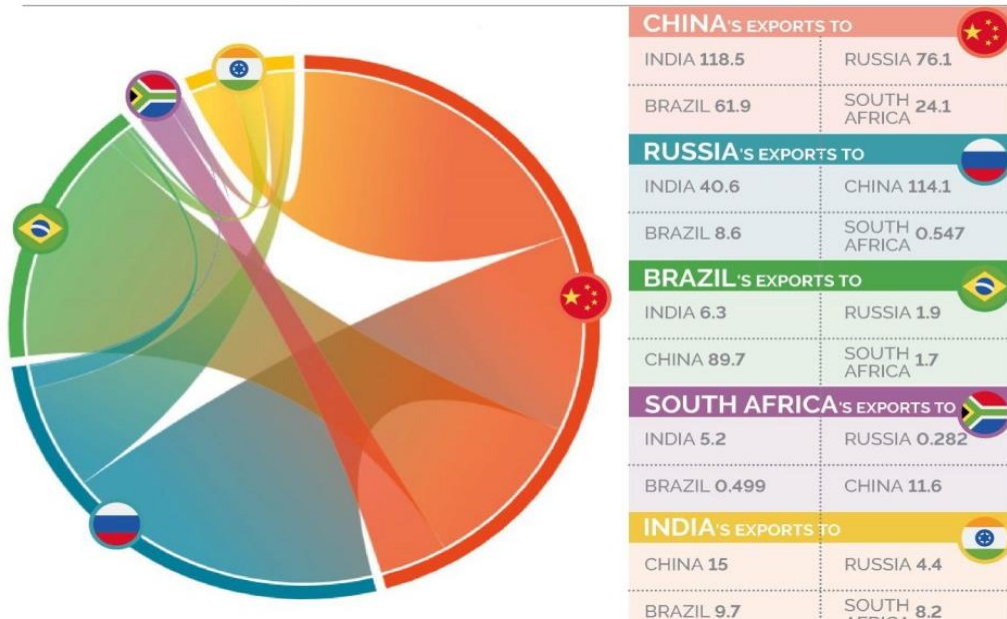 CHINA'S EXPORTS TO
INDIA 118.5
RUSSIA 76.1
BRAZIL 61.9
SOUTH
AFRICA 24.1
RUSSIA'S EXPORTS TO
INDIA 40.6
CHINA 114.1
BRAZIL 8.6
SOUTH
AFRICA 0.547
BRAZIL'S EXPORTS TO
INDIA 6.3
RUSSIA 1.9
CHINA 89.7
SOUTH
AFRICA 1.7
SOUTH AFRICA'S EXPORTS TO
INDIA 5.2
RUSSIA 0.282
BRAZIL 0.499
CHINA 11.6
INDIA'S EXPORTS TO
CHINA 15
RUSSIA 4.4
BRAZIL 9.7
SOUTH 8.2
AFRICA